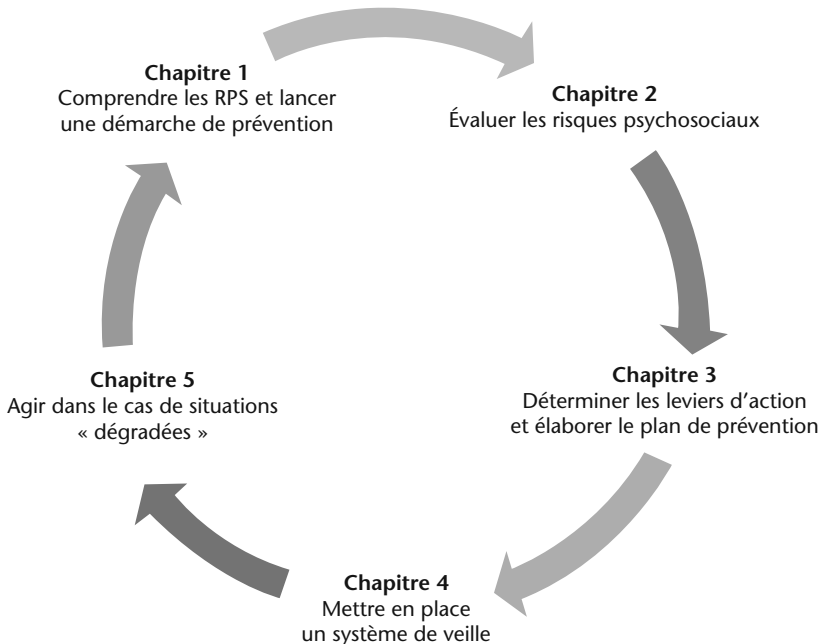 Chapitre 1
Comprendre les RPS et lancer
une démarche de prévention
Chapitre 2
Évaluer les risques psychosociaux
Chapitre 3
Déterminer les leviers d’action
et élaborer le plan de prévention
Chapitre 4
Mettre en place
un système de veille
Chapitre 5
Agir dans le cas de situations
« dégradées »